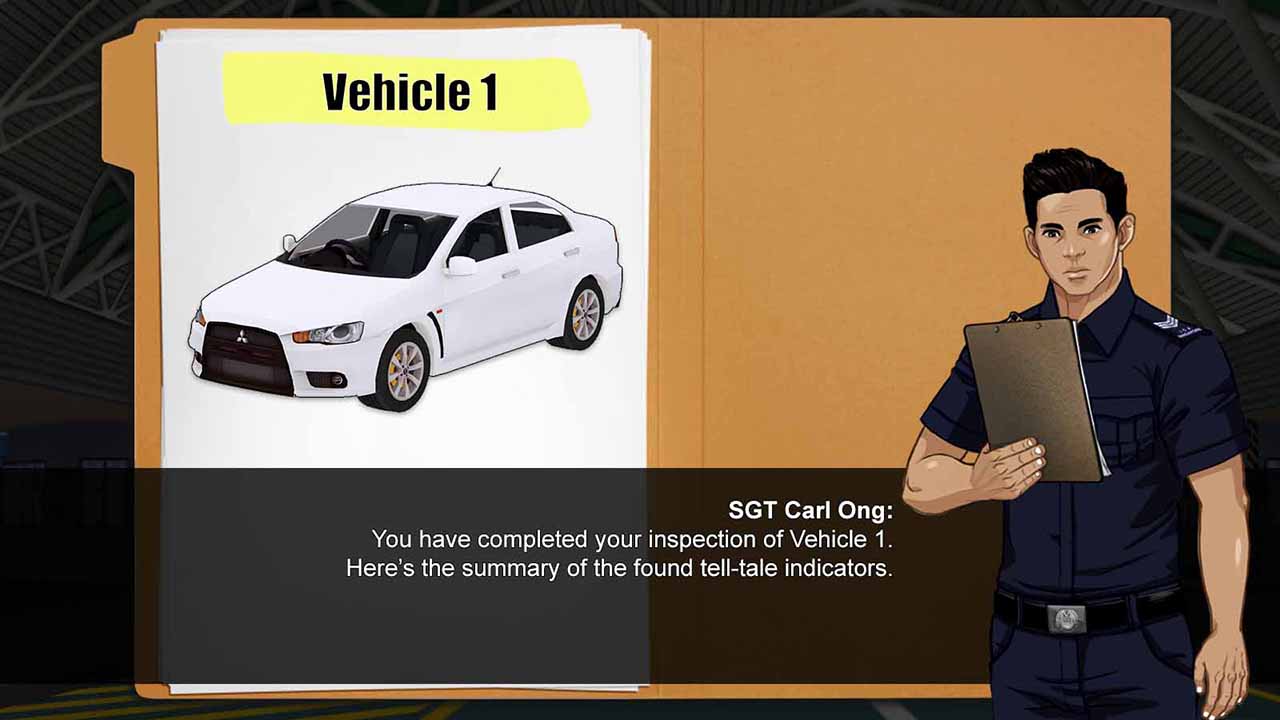 Vehicle 1
SGT Carl Ong:
You have completed your inspection of Vehicle 1.
Here’s the summary of the found tell-tale indicators.